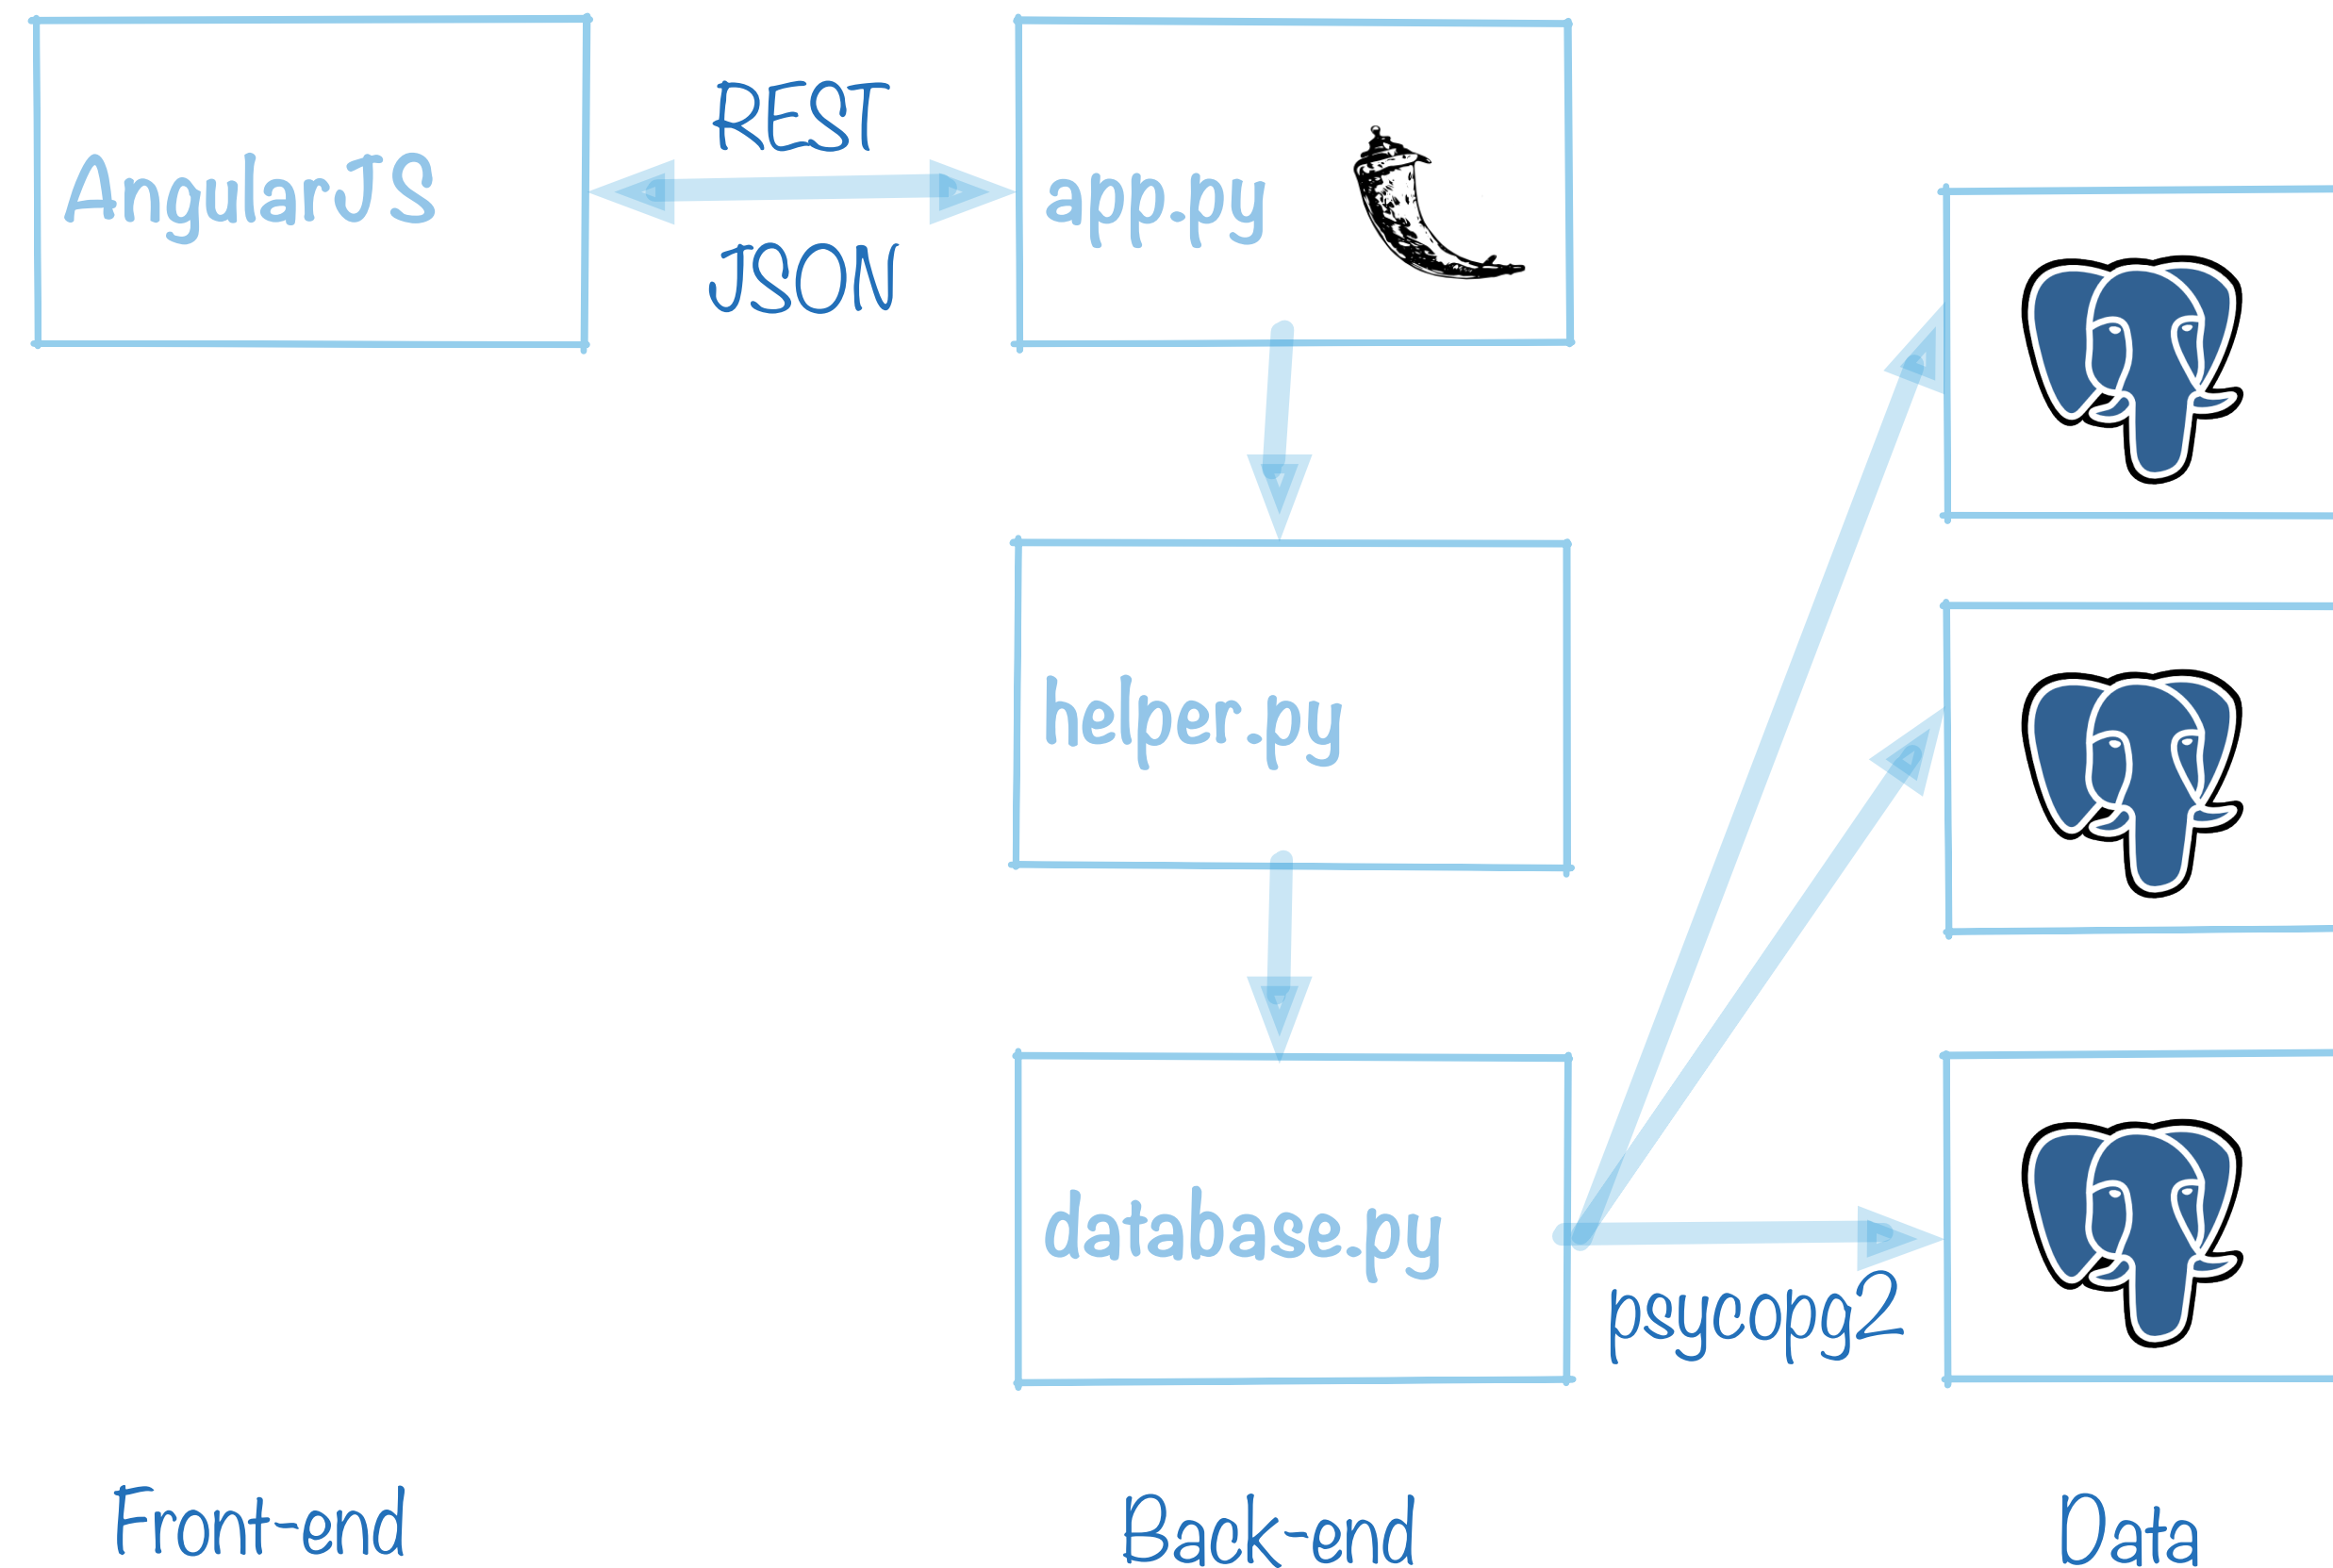 REST
AngularJS
app.py
JSON
helper.py
database.py
psycopg2
Front-end
Back-end
Data